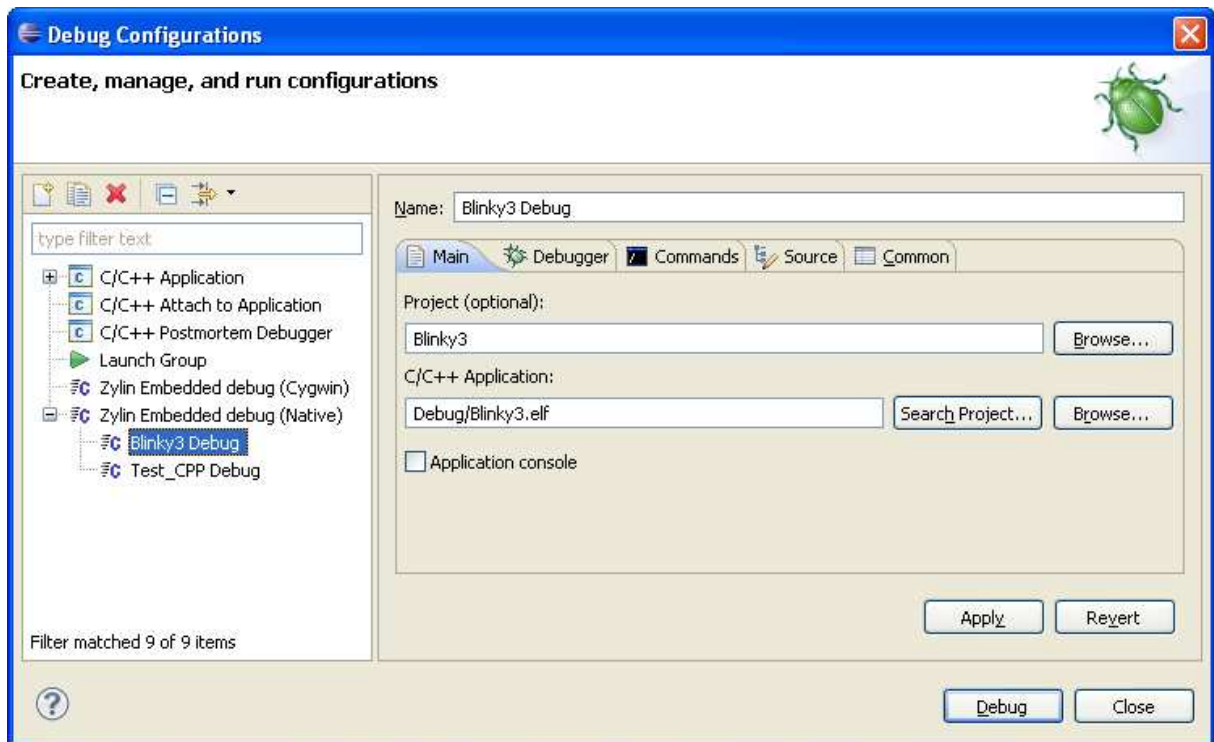 Debug Configurations
Create, manage, and run configurations
type filter text
C/C++ Application
C/C++ Attach to Application
C/C++ Postmortem Debugger
Launch Group
Zylin Embedded debug (Cygwin)
Zylin Embedded debug (Native)
Blinky3 Debug
Test_CPP Debug
Filter matched 9 of 9 items
Name: Blinky3 Debug
Main Debugger Commands Source Common
Project (optional):
Blinky3 Browse...
C/C++ Application:
Debug/Blinky3.elf Search Project... Browse...
Application console
Apply Revert
Debug Close